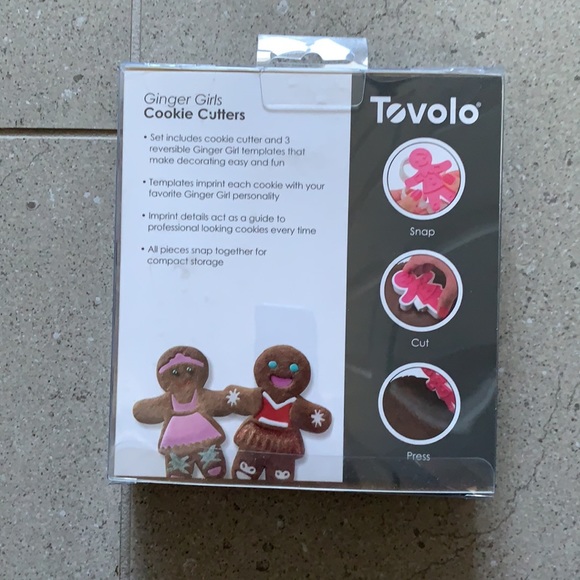 Ginger Girls
Cookie Cutters
• Set includes cookie cutter and 3
reversible Ginger Girl templates that
make decorating easy and fun
• Templates imprint each cookie with your
favorite Ginger Girl personality
• Imprint details act as a guide to
professional looking cookies every time
• All pieces snap together for
compact storage
Tovolo®
Snap
Cut
Press